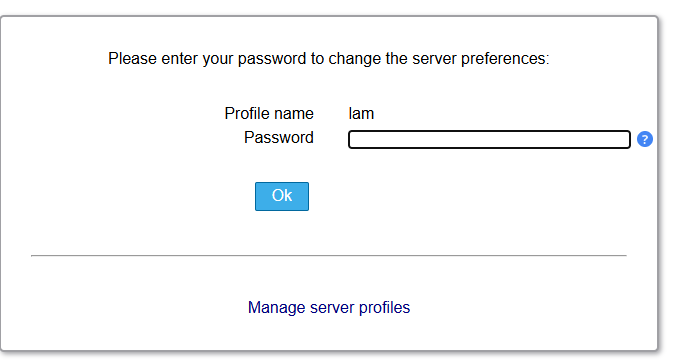 Please enter your password to change the server preferences:
Profile name lam
Password ?
Ok
Manage server profiles